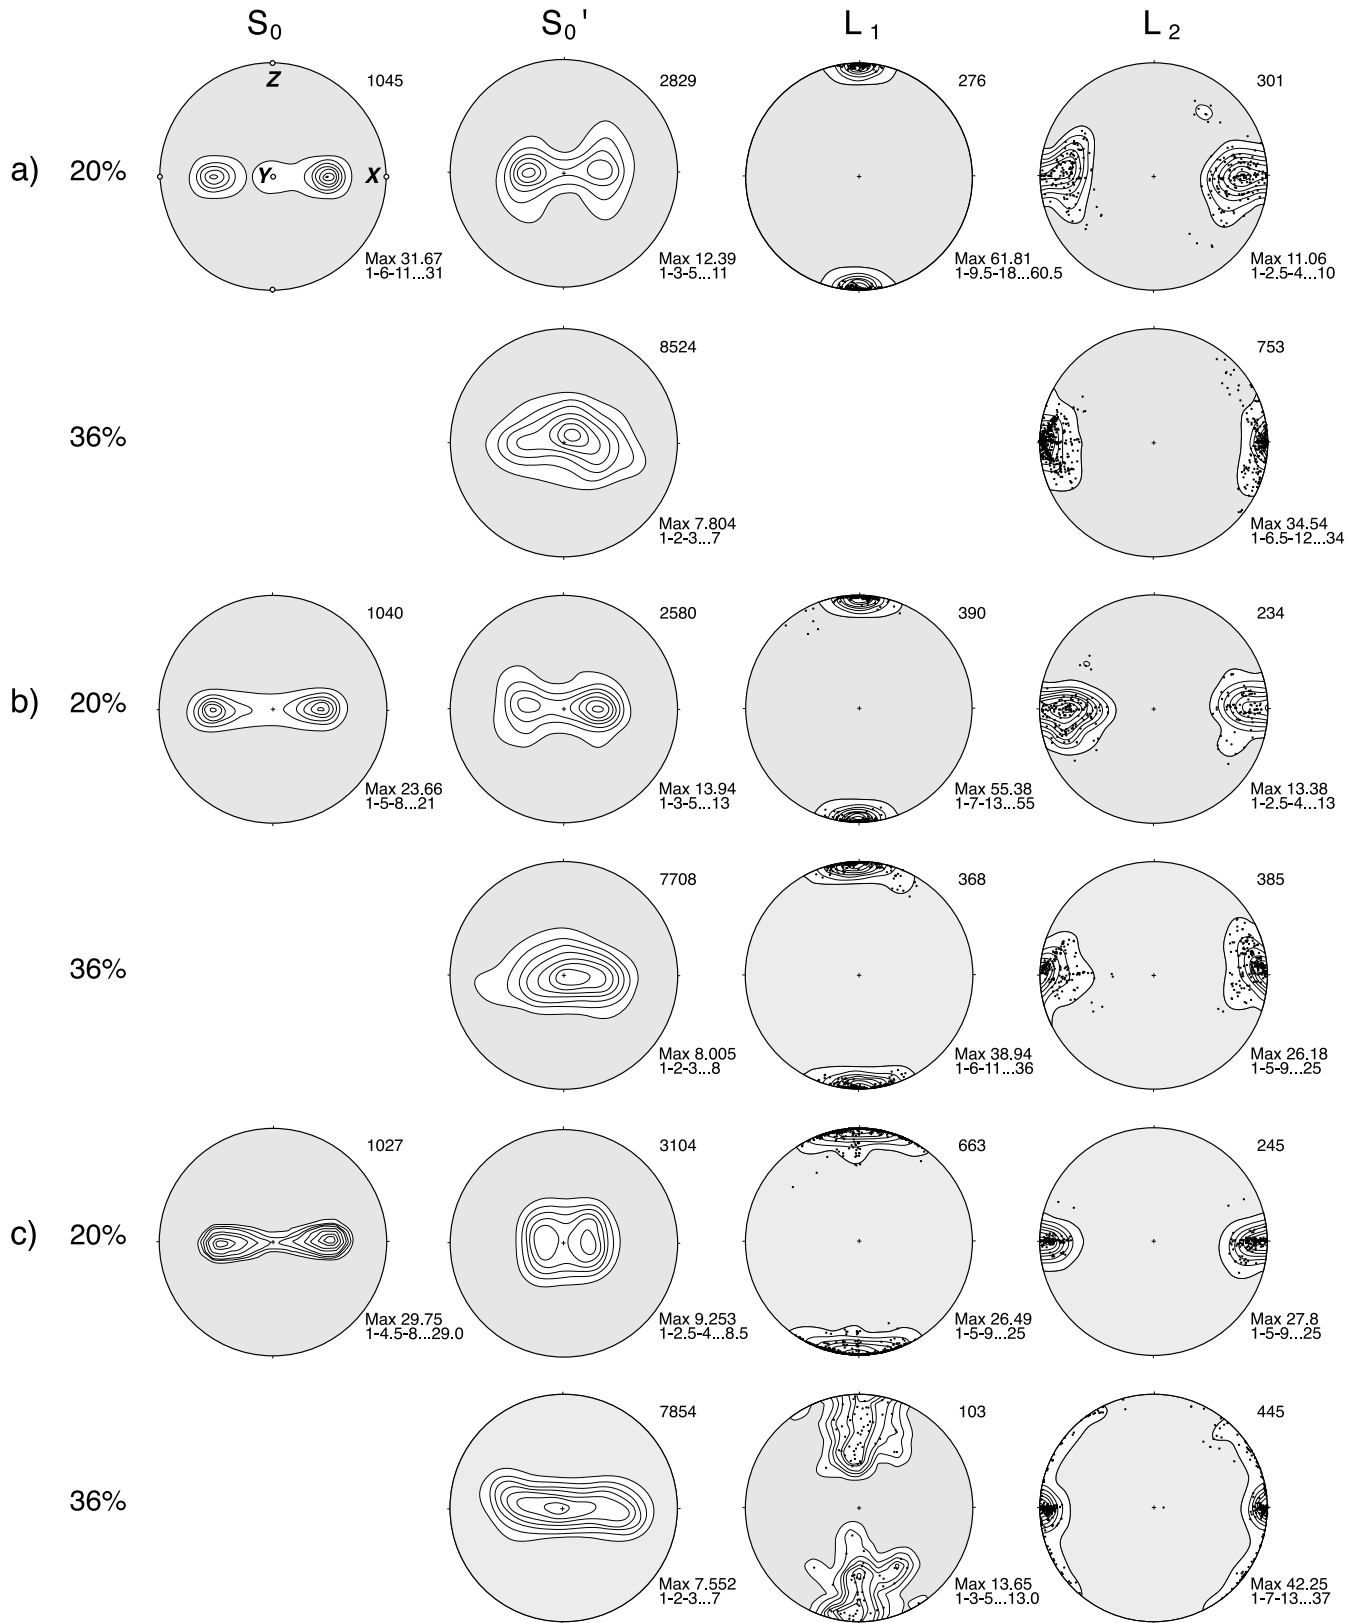 S0 S0' L1 L2
Z
1045
2829
276
301
a) 20%
Y X
Max 31.67
1-6-11...31
Max 12.39
1-3-5...11
Max 61.81
1-9.5-18...60.5
Max 11.06
1-2.5-4...10
8524
753
36%
Max 7.804
1-2-3...7
Max 34.54
1-6.5-12...34
1040
2580
390
234
b) 20%
Max 23.66
1-5-8...21
Max 13.94
1-3-5...13
Max 55.38
1-7-13...55
Max 13.38
1-2.5-4...13
7708
368
385
36%
Max 8.005
1-2-3...8
Max 38.94
1-6-11...36
Max 26.18
1-5-9...25
1027
3104
663
245
c) 20%
Max 29.75
1-4.5-8...29.0
Max 9.253
1-2.5-4...8.5
Max 26.49
1-5-9...25
Max 27.8
1-5-9...25
7854
103
445
36%
Max 7.552
1-2-3...7
Max 13.65
1-3-5...13.0
Max 42.25
1-7-13...37